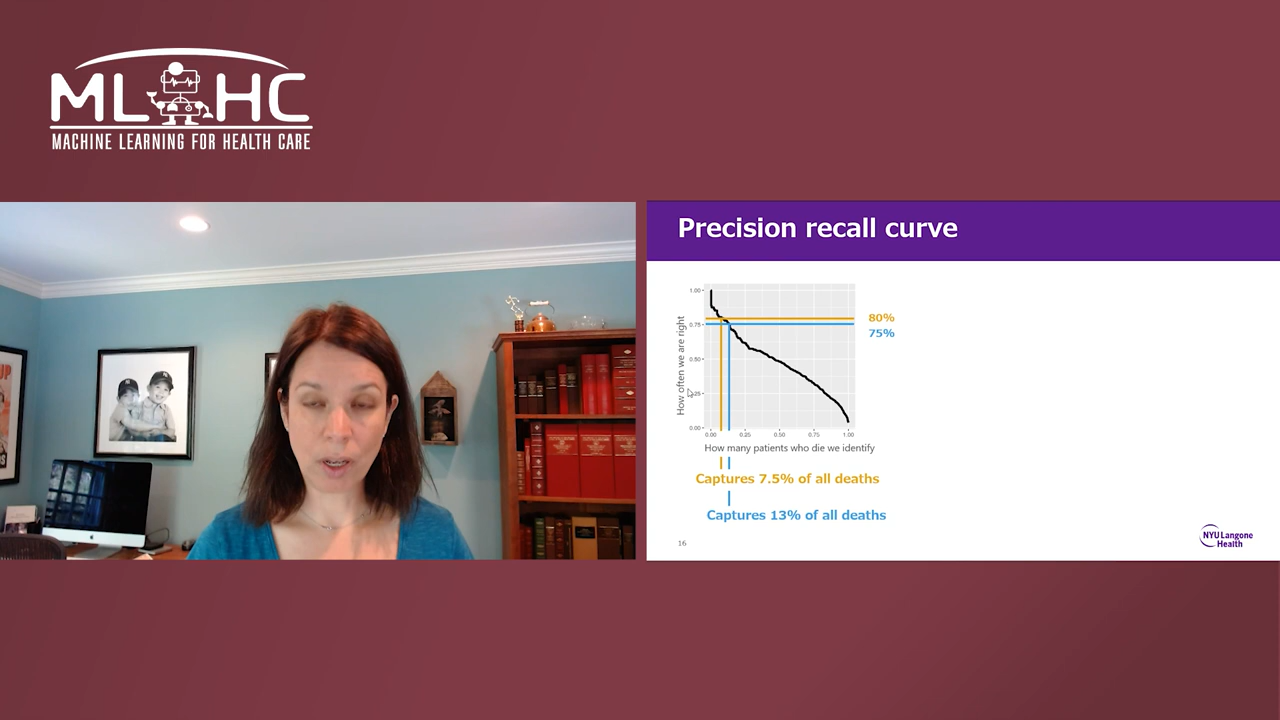 ML HC
MACHINE LEARNING FOR HEALTH CARE
UP
Precision recall curve
How often we are right
1.00
0.75
0.50
0.25
0.00
0.00 0.25 0.50 0.75 1.00
80%
75%
How many patients who die we identify
Captures 7.5% of all deaths
Captures 13% of all deaths
16
NYU Langone
Health